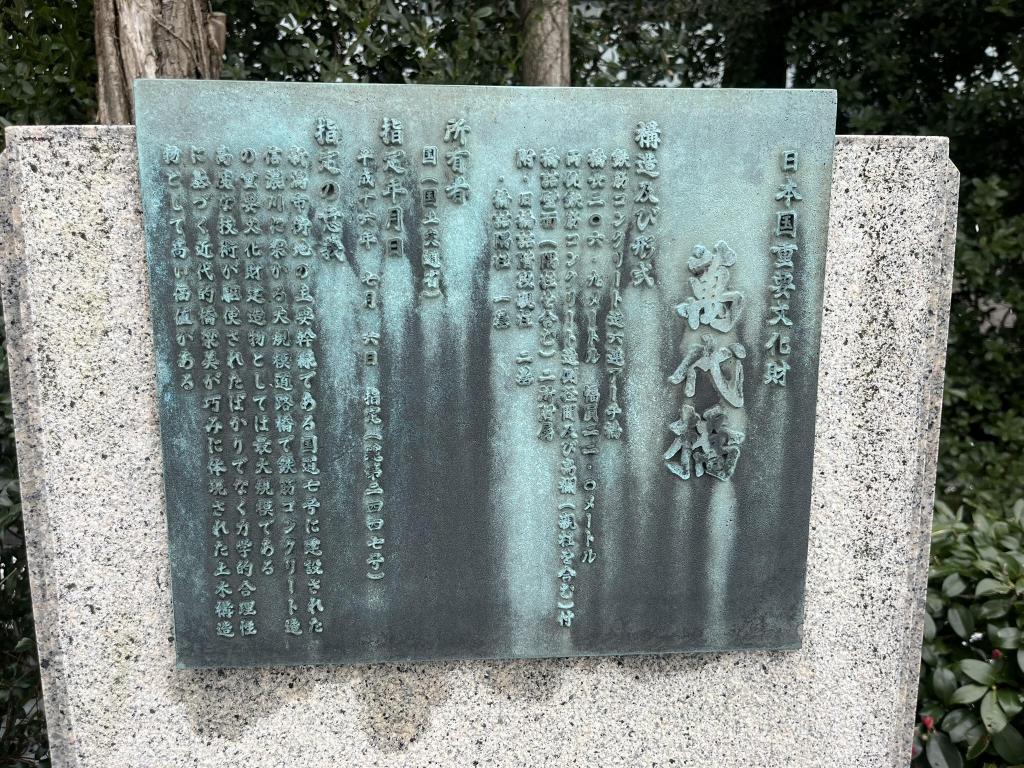 日本国重要文化財
萬代橋
構造及び形式
鉄筋コンクリート造六連アーチ橋
橋長三〇六・九メートル 幅員二二・〇メートル
両側鉄筋コンクリート造側径間及び高欄(親柱を含む)付
橋詰広場(隅柱を含む)二所附属
附・旧橋詰高欄親柱 二基
・橋詰隅柱 一基
所有者
国(国土交通省)
指定年月日
平成十六年 七月 六日 指定(建第二四四七号)
指定の意義
新潟市街地の主要幹線である国道七号に建設された
信濃川に架かる大規模道路橋で鉄筋コンクリート造
の重要文化財建造物としては最大規模である
高度な技術が駆使されたばかりでなく力学的合理性
に基づく近代的橋梁美が巧みに体現された土木構造
物として高い価値がある